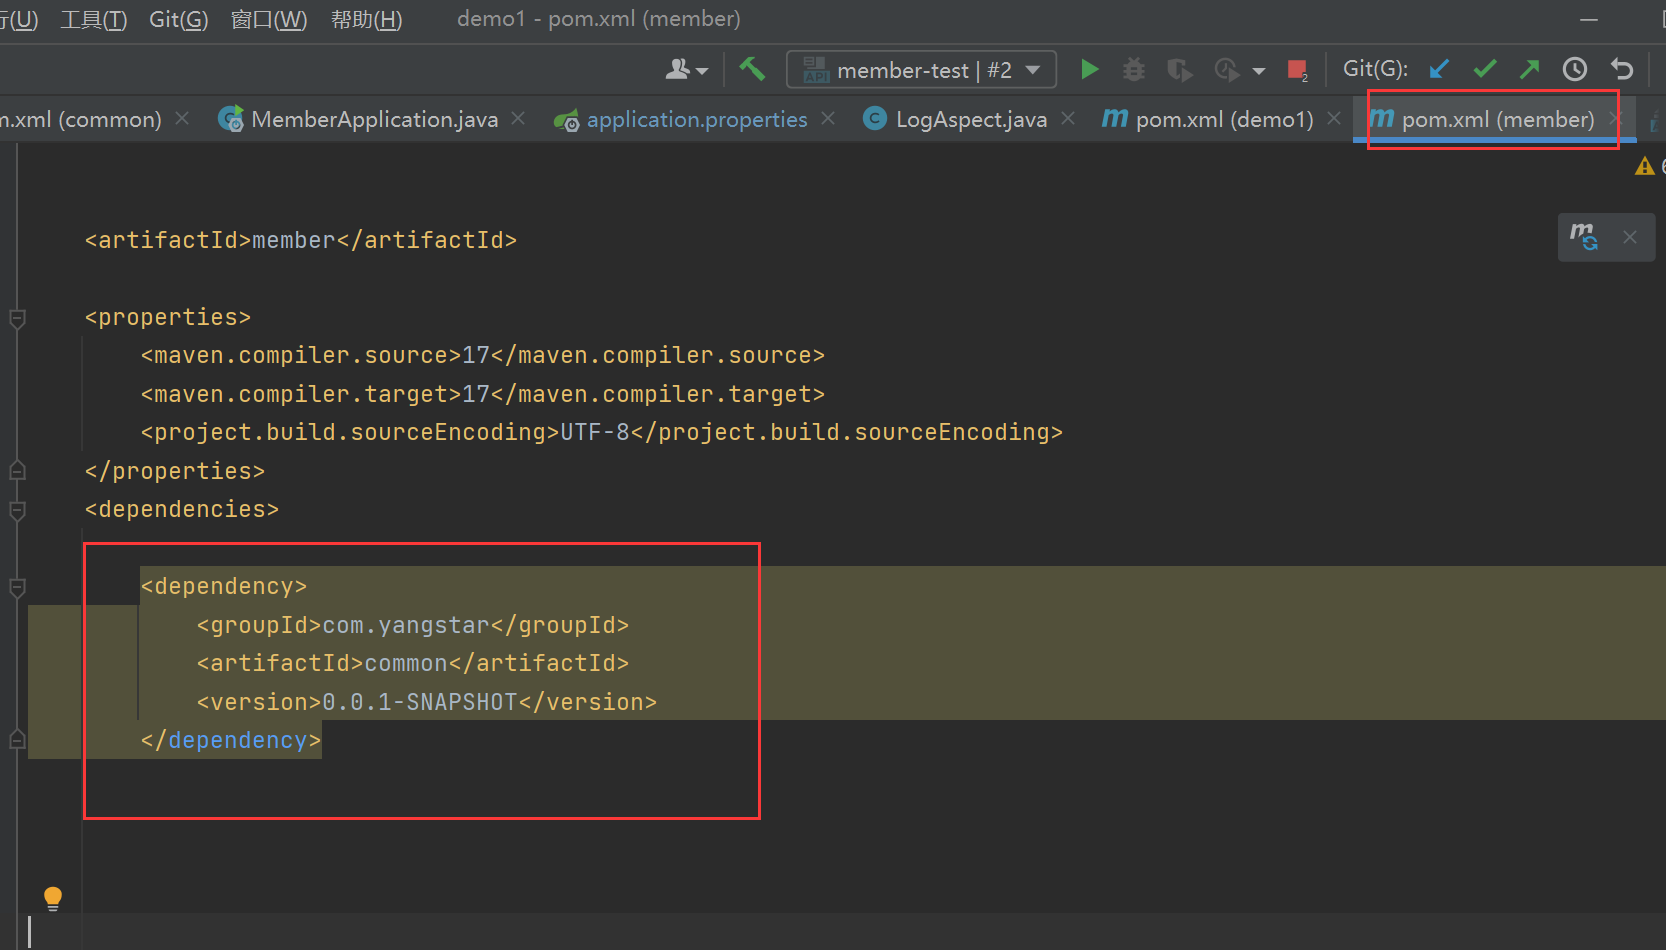 行(U) 工具(T) Git(G) 窗口(W) 帮助(H) demo1 - pom.xml (member)
API member-test | #2 2 Git(G):
m.xml (common) MemberApplication.java application.properties C LogAspect.java m pom.xml (demo1) m pom.xml (member)
<artifactId>member</artifactId>
m
<properties>
<maven.compiler.source>17</maven.compiler.source>
<maven.compiler.target>17</maven.compiler.target>
<project.build.sourceEncoding>UTF-8</project.build.sourceEncoding>
</properties>
<dependencies>
<dependency>
<groupId>com.yangstar</groupId>
<artifactId>common</artifactId>
<version>0.0.1-SNAPSHOT</version>
</dependency>